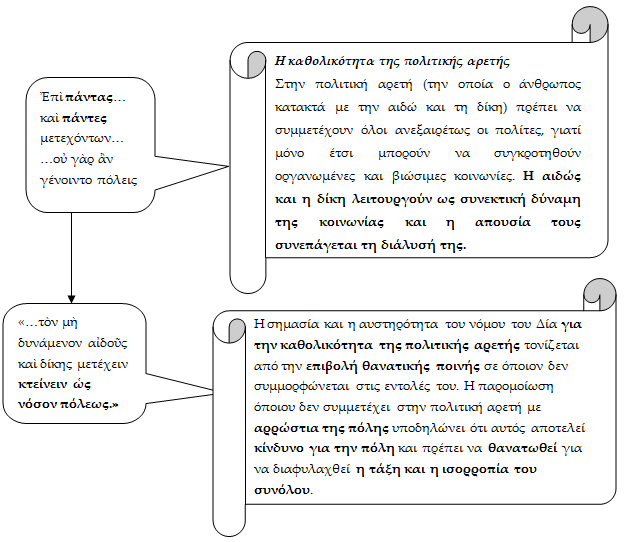 Ἐπὶ πάντας…
καὶ πάντες
μετεχόντων…
…οὐ γὰρ ἂν
γένοιντο πόλεις
Η καθολικότητα της πολιτικής αρετής
Στην πολιτική αρετή (την οποία ο άνθρωπος
κατακτά με την αιδώ και τη δίκη) πρέπει να
συμμετέχουν όλοι ανεξαιρέτως οι πολίτες, γιατί
μόνο έτσι μπορούν να συγκροτηθούν
οργανωμένες και βιώσιμες κοινωνίες. Η αιδώς
και η δίκη λειτουργούν ως συνεκτική δύναμη
της κοινωνίας και η απουσία τους
συνεπάγεται τη διάλυσή της.
«…τὸν μὴ
δυνάμενον αἰδοῦς
καὶ δίκης μετέχειν
κτείνειν ὡς
νόσον πόλεως.»
Η σημασία και η αυστηρότητα του νόμου του Δία για
την καθολικότητα της πολιτικής αρετής τονίζεται
από την επιβολή θανατικής ποινής σε όποιον δεν
συμμορφώνεται στις εντολές του. Η παρομοίωση
όποιου δεν συμμετέχει στην πολιτική αρετή με
αρρώστια της πόλης υποδηλώνει ότι αυτός αποτελεί
κίνδυνο για την πόλη και πρέπει να θανατωθεί για
να διαφυλαχθεί η τάξη και η ισορροπία του
συνόλου.